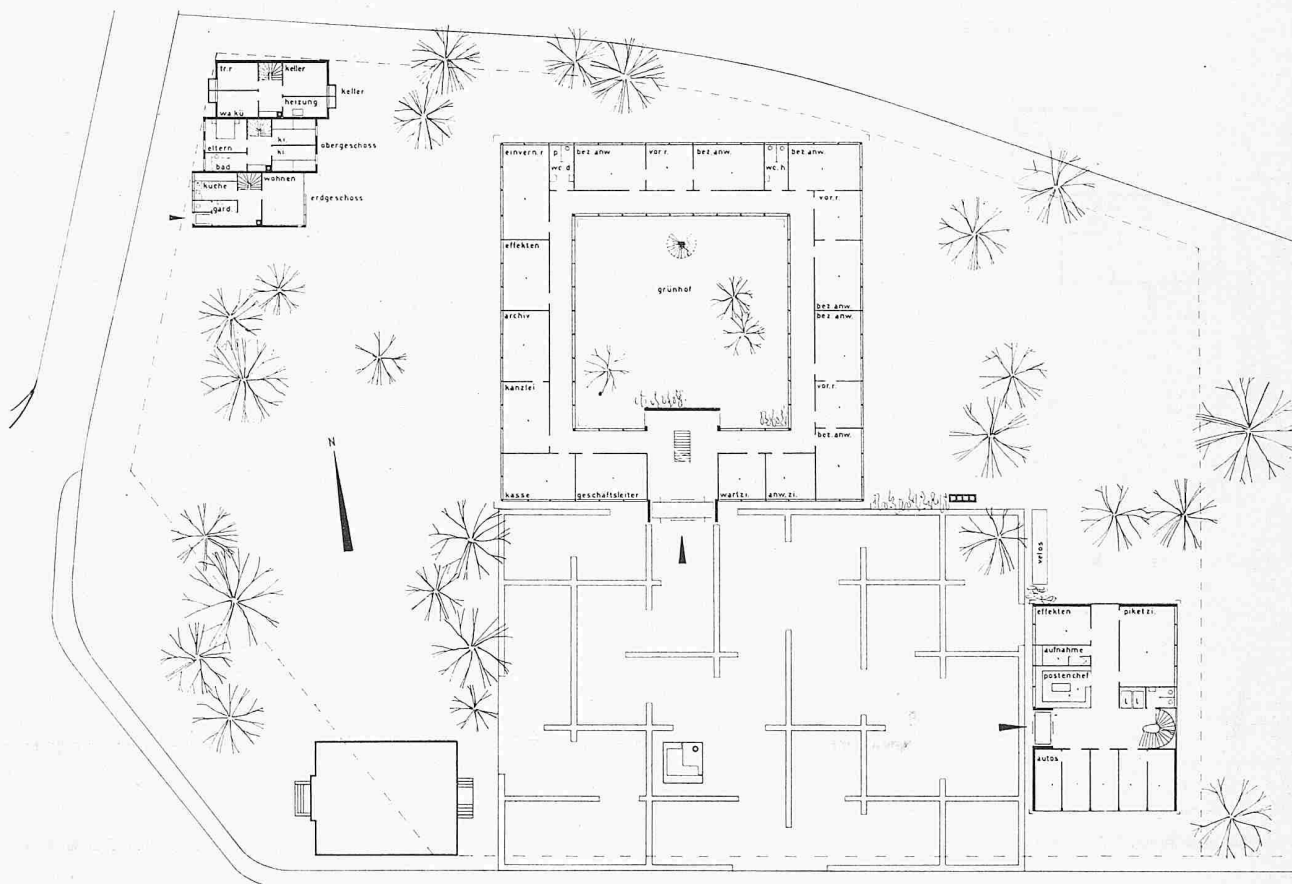 tr.r keller
keller
heizung
wa.kü
eltern ki.
obergeschoss
bad ki.
küche wohnen
erdgeschoss
gard.
einvern.r p. wc.d bez.anw. vor.r. bez.anw. wc.h bez.anw.
vor.r.
effekten
grünhof
bez.anw.
archiv bez.anw.
kanzlei vor.r.
bez.anw.
kasse geschäftsleiter wartzi. anw.zi.
N
velos
effekten piketzi.
aufnahme
postenchef
L L
autos